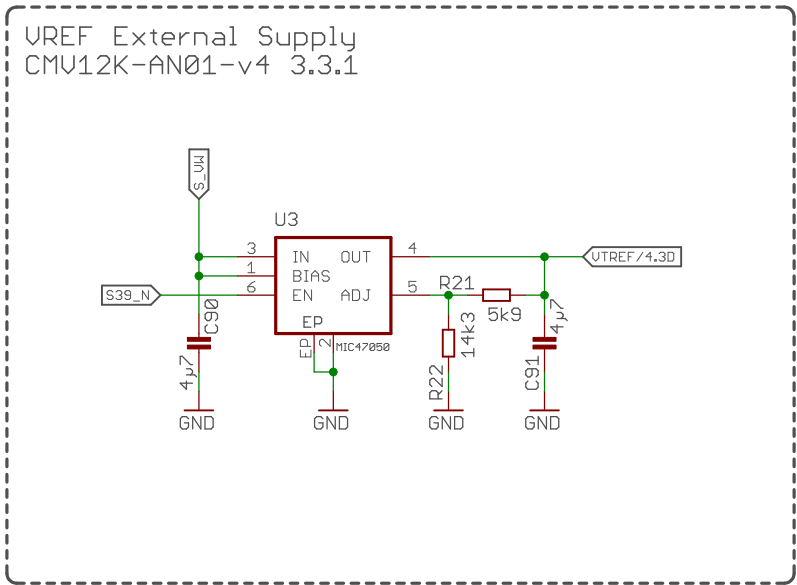 VREF External Supply
CMV12K-AN01-v4 3.3.1
S_VW
U3
3
IN
OUT
4
VTREF/4.3D
1
BIAS
S39_N
6
EN
ADJ
5
R21
5k9
C90
4µ7
EP
EP
2
MIC47050
14k3
R22
4µ7
C91
GND
GND
GND
GND